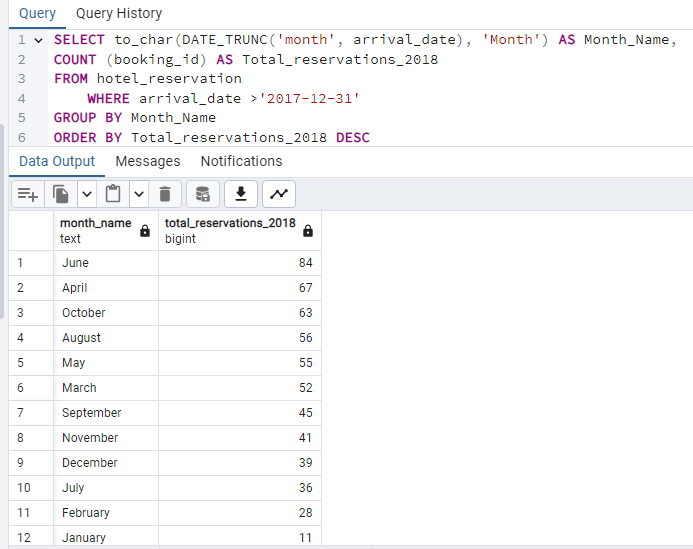 Query Query History
1 SELECT to_char(DATE_TRUNC('month', arrival_date), 'Month') AS Month_Name,
2 COUNT (booking_id) AS Total_reservations_2018
3 FROM hotel_reservation
4 WHERE arrival_date >'2017-12-31'
5 GROUP BY Month_Name
6 ORDER BY Total_reservations_2018 DESC
Data Output Messages Notifications
month_name total_reservations_2018
text bigint
1 June 84
2 April 67
3 October 63
4 August 56
5 May 55
6 March 52
7 September 45
8 November 41
9 December 39
10 July 36
11 February 28
12 January 11